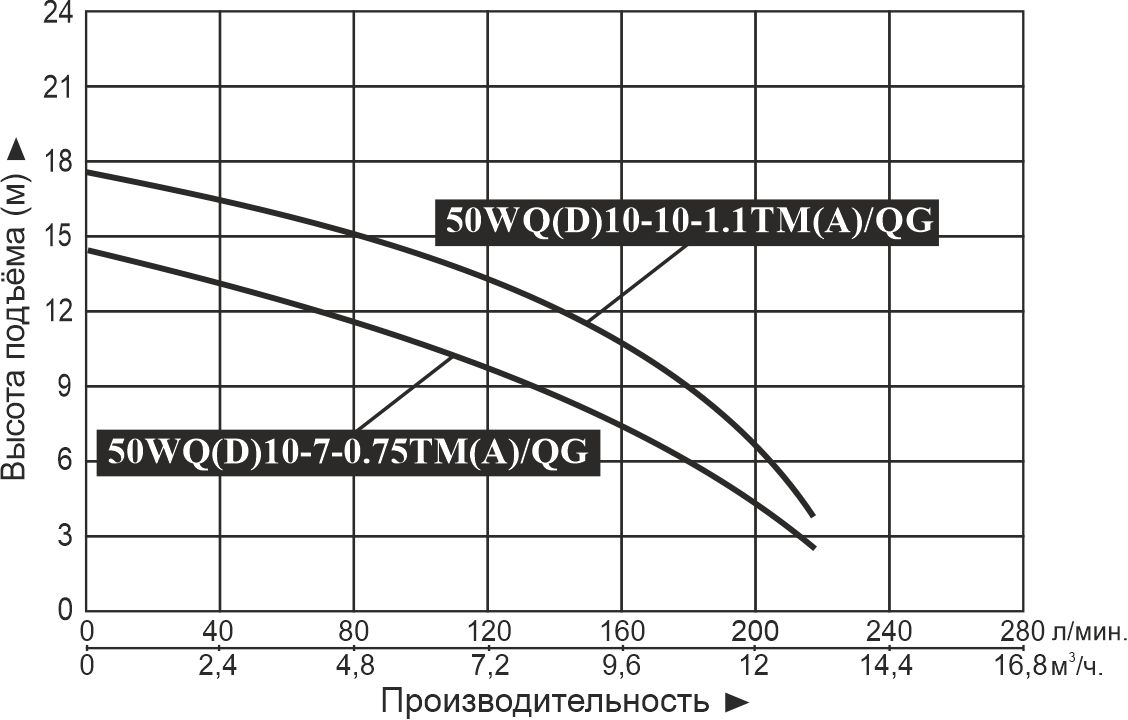 24
21
18
15
12
9
6
3
0
Высота подъёма (м) ►
50WQ(D)10-10-1.1TM(A)/QG
50WQ(D)10-7-0.75TM(A)/QG
0 40 80 120 160 200 240 280 л/мин.
0 2,4 4,8 7,2 9,6 12 14,4 16,8 м³/ч.
Производительность ►